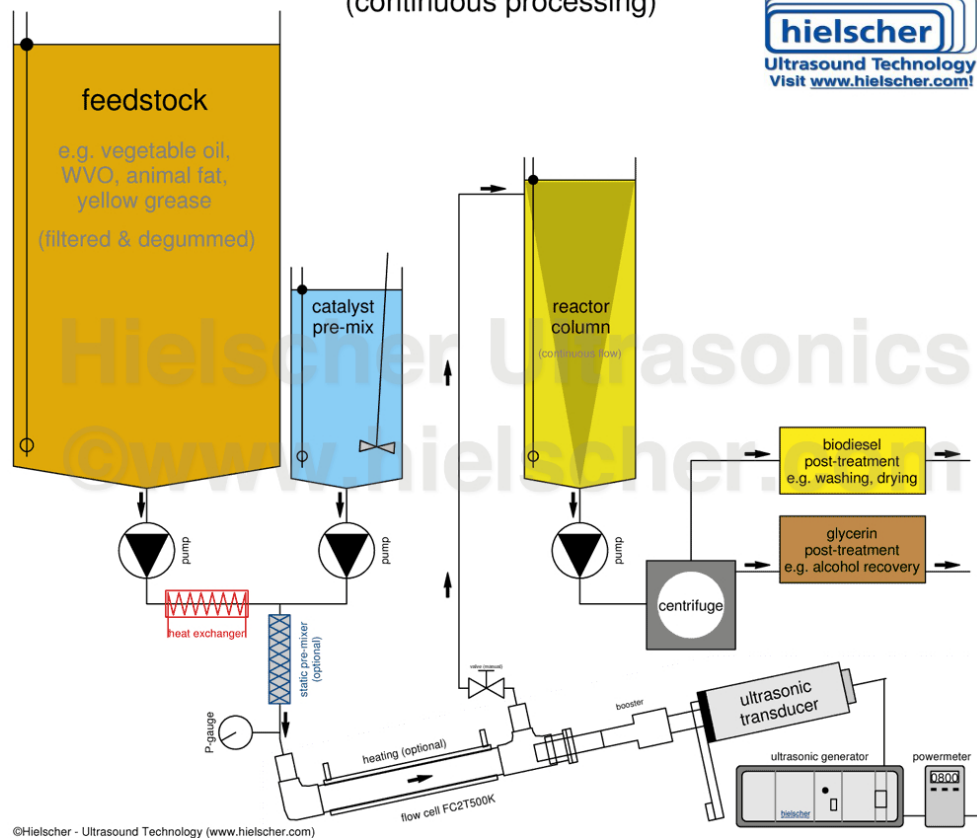 (continuous processing)
hielscher
Ultrasound Technology
Visit www.hielscher.com!
feedstock
e.g. vegetable oil,
WVO, animal fat,
yellow grease
(filtered & degummed)
catalyst
pre-mix
reactor
column
(continuous flow)
Hielscher Ultrasonics
©www.hielscher.com
biodiesel
post-treatment
e.g. washing, drying
glycerin
post-treatment
e.g. alcohol recovery
pump
pump
pump
centrifuge
heat exchanger
static pre-mixer
(optional)
valve (manual)
P-gauge
heating (optional)
flow cell FC2T500K
booster
ultrasonic
transducer
ultrasonic generator
powermeter
0800
hielscher
©Hielscher - Ultrasound Technology (www.hielscher.com)